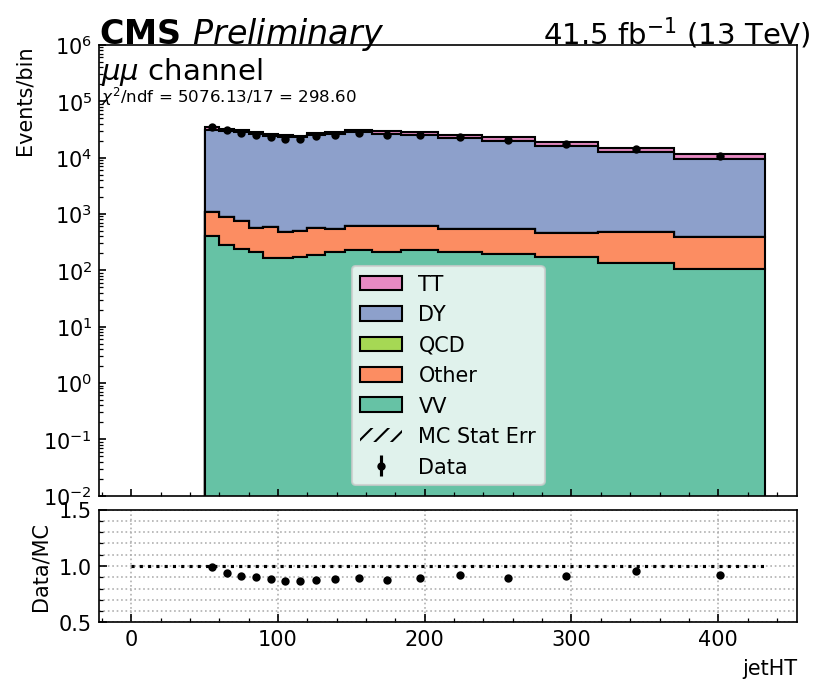 CMS Preliminary 41.5 fb⁻¹ (13 TeV)
μμ channel
χ²/ndf = 5076.13/17 = 298.60
Events/bin
10⁶
10⁵
10⁴
10³
10²
10¹
10⁰
10⁻¹
10⁻²
TT
DY
QCD
Other
VV
MC Stat Err
Data
Data/MC
1.5
1.0
0.5
0 100 200 300 400
jetHT